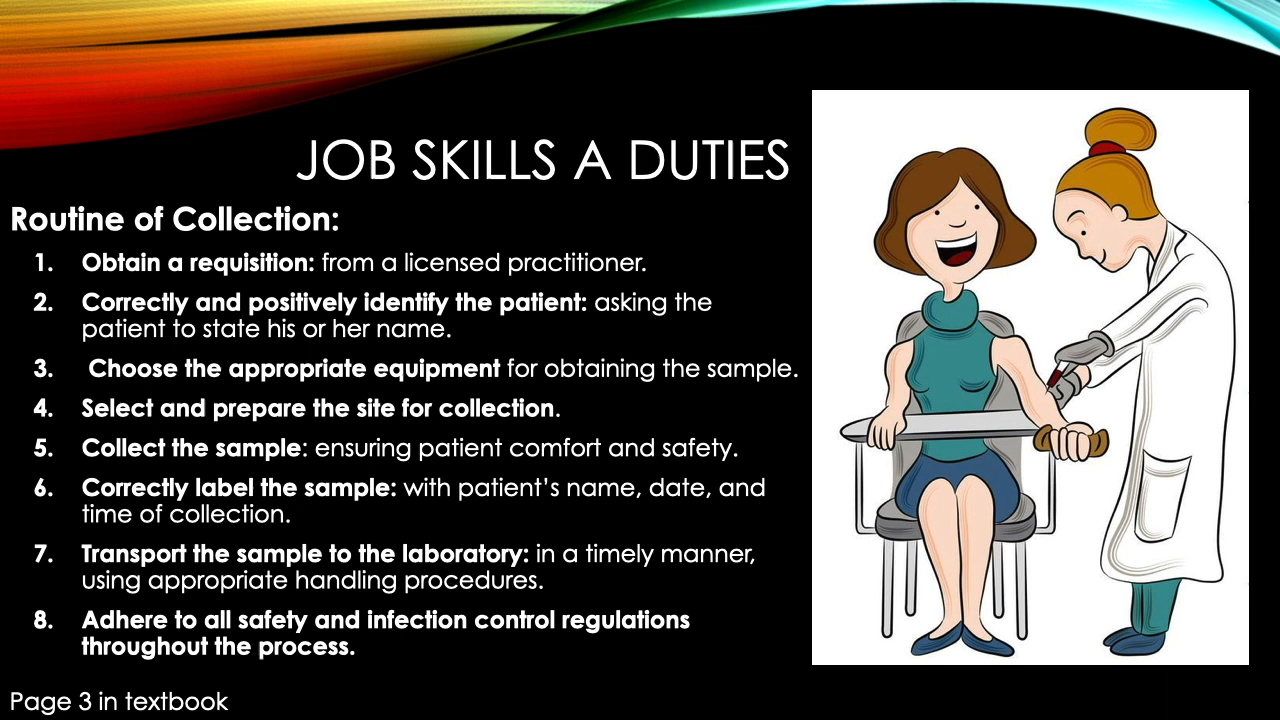 JOB SKILLS A DUTIES
Routine of Collection:
1. Obtain a requisition: from a licensed practitioner.
2. Correctly and positively identify the patient: asking the
patient to state his or her name.
3. Choose the appropriate equipment for obtaining the sample.
4. Select and prepare the site for collection.
5. Collect the sample: ensuring patient comfort and safety.
6. Correctly label the sample: with patient’s name, date, and
time of collection.
7. Transport the sample to the laboratory: in a timely manner,
using appropriate handling procedures.
8. Adhere to all safety and infection control regulations
throughout the process.
Page 3 in textbook